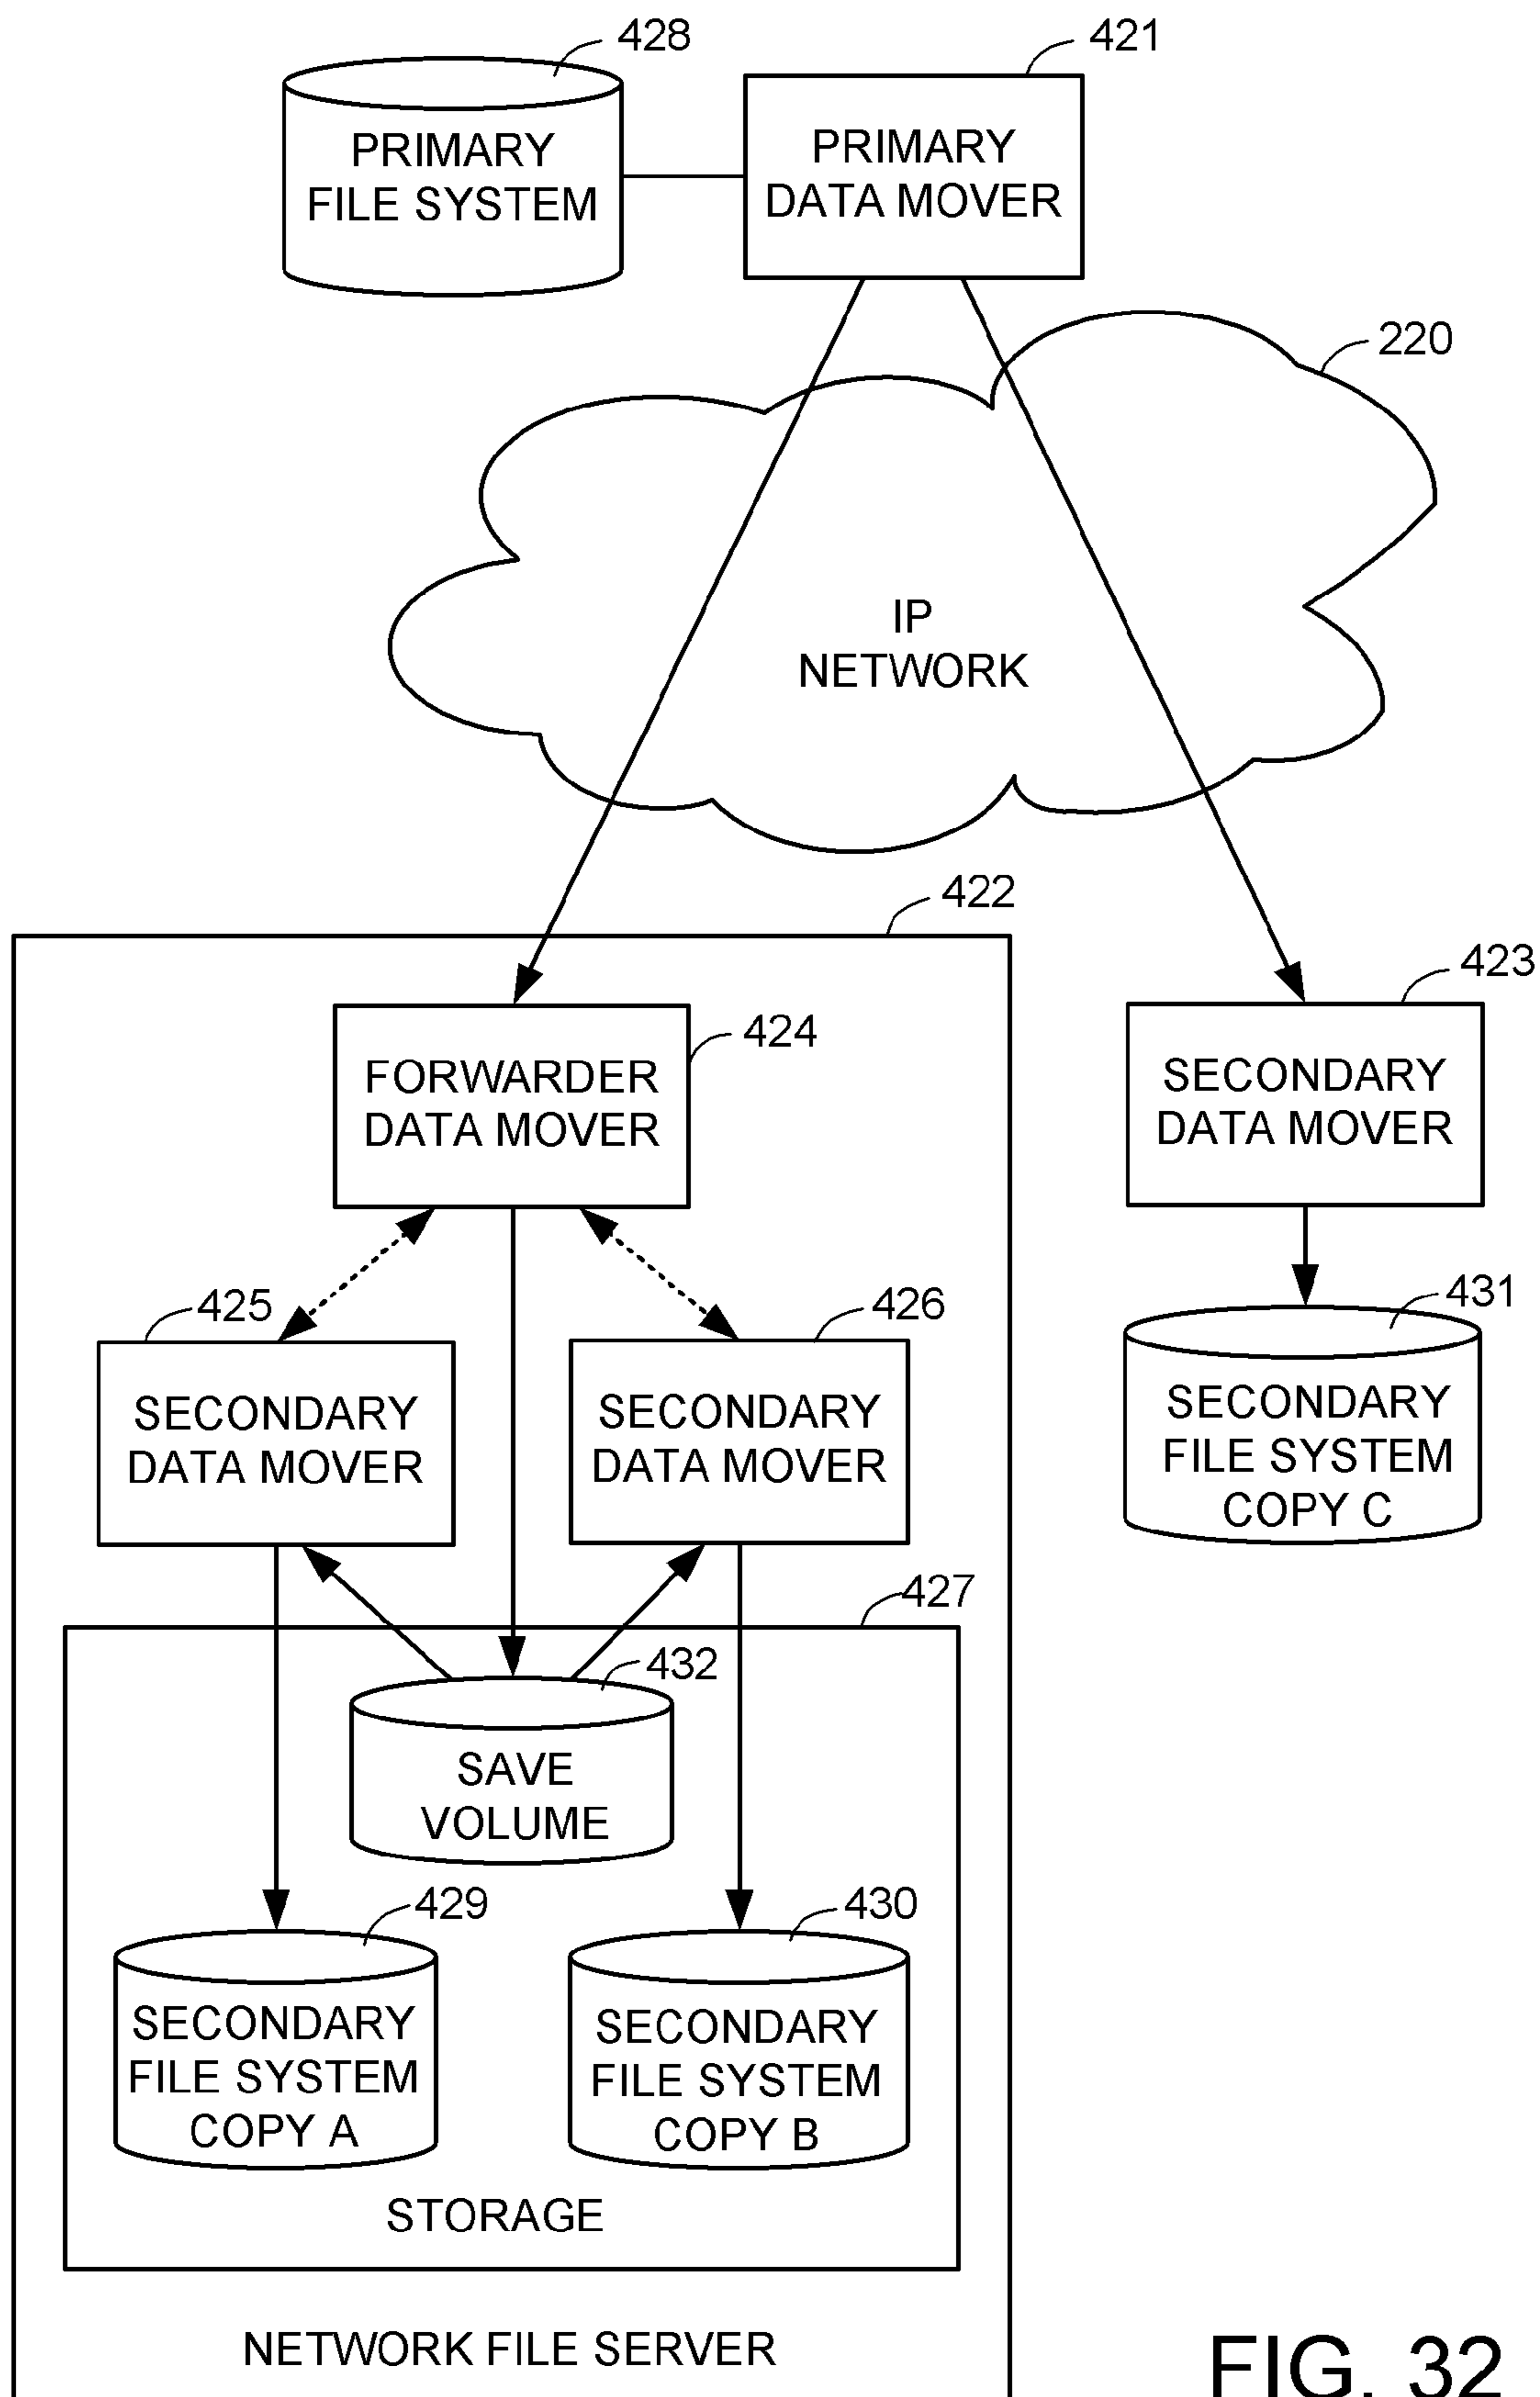 428
421
PRIMARY
FILE SYSTEM
PRIMARY
DATA MOVER
220
IP
NETWORK
422
423
424
FORWARDER
DATA MOVER
SECONDARY
DATA MOVER
425
426
431
SECONDARY
DATA MOVER
SECONDARY
DATA MOVER
SECONDARY
FILE SYSTEM
COPY C
427
432
SAVE
VOLUME
429
430
SECONDARY
FILE SYSTEM
COPY A
SECONDARY
FILE SYSTEM
COPY B
STORAGE
NETWORK FILE SERVER
FIG. 32